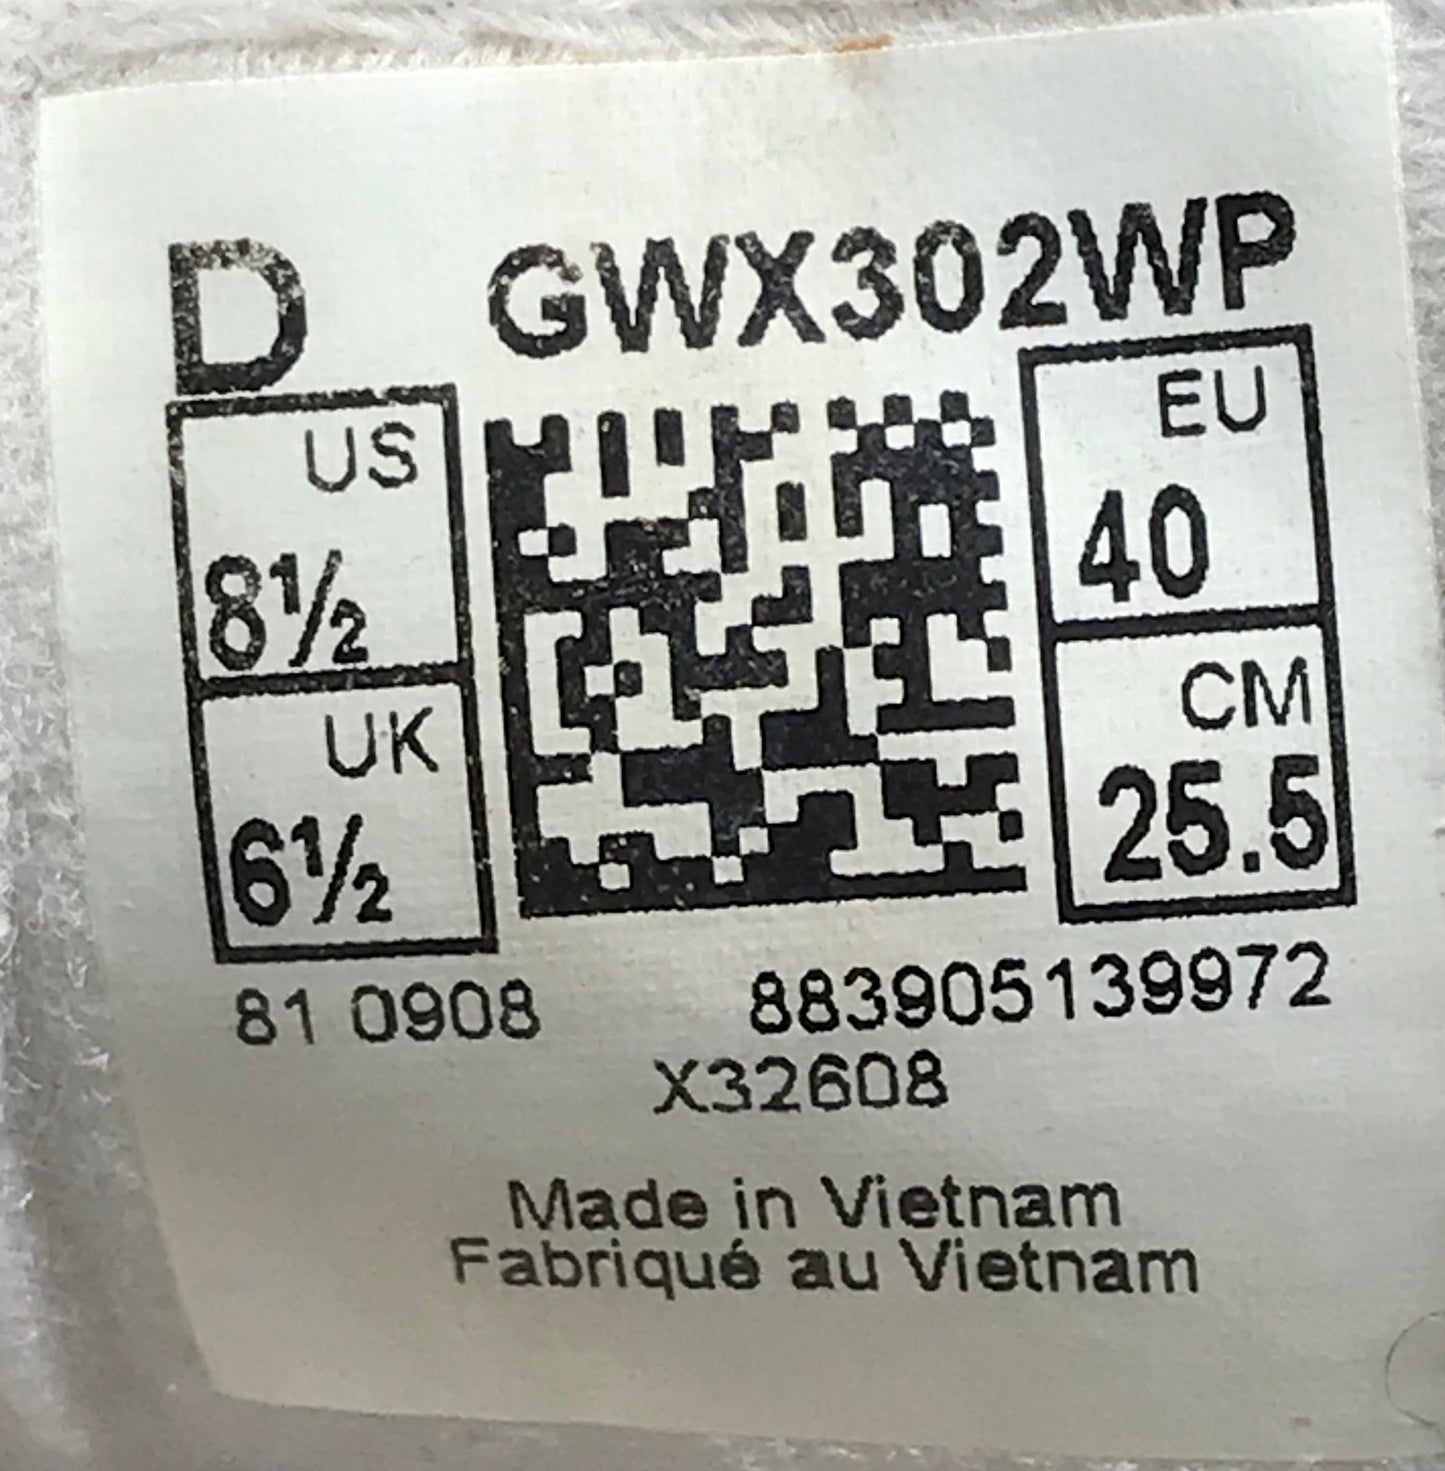 D GWX302WP
US
8½
UK
6½
EU
40
CM
25.5
81 0908 883905139972
X32608
Made in Vietnam
Fabriqué au Vietnam